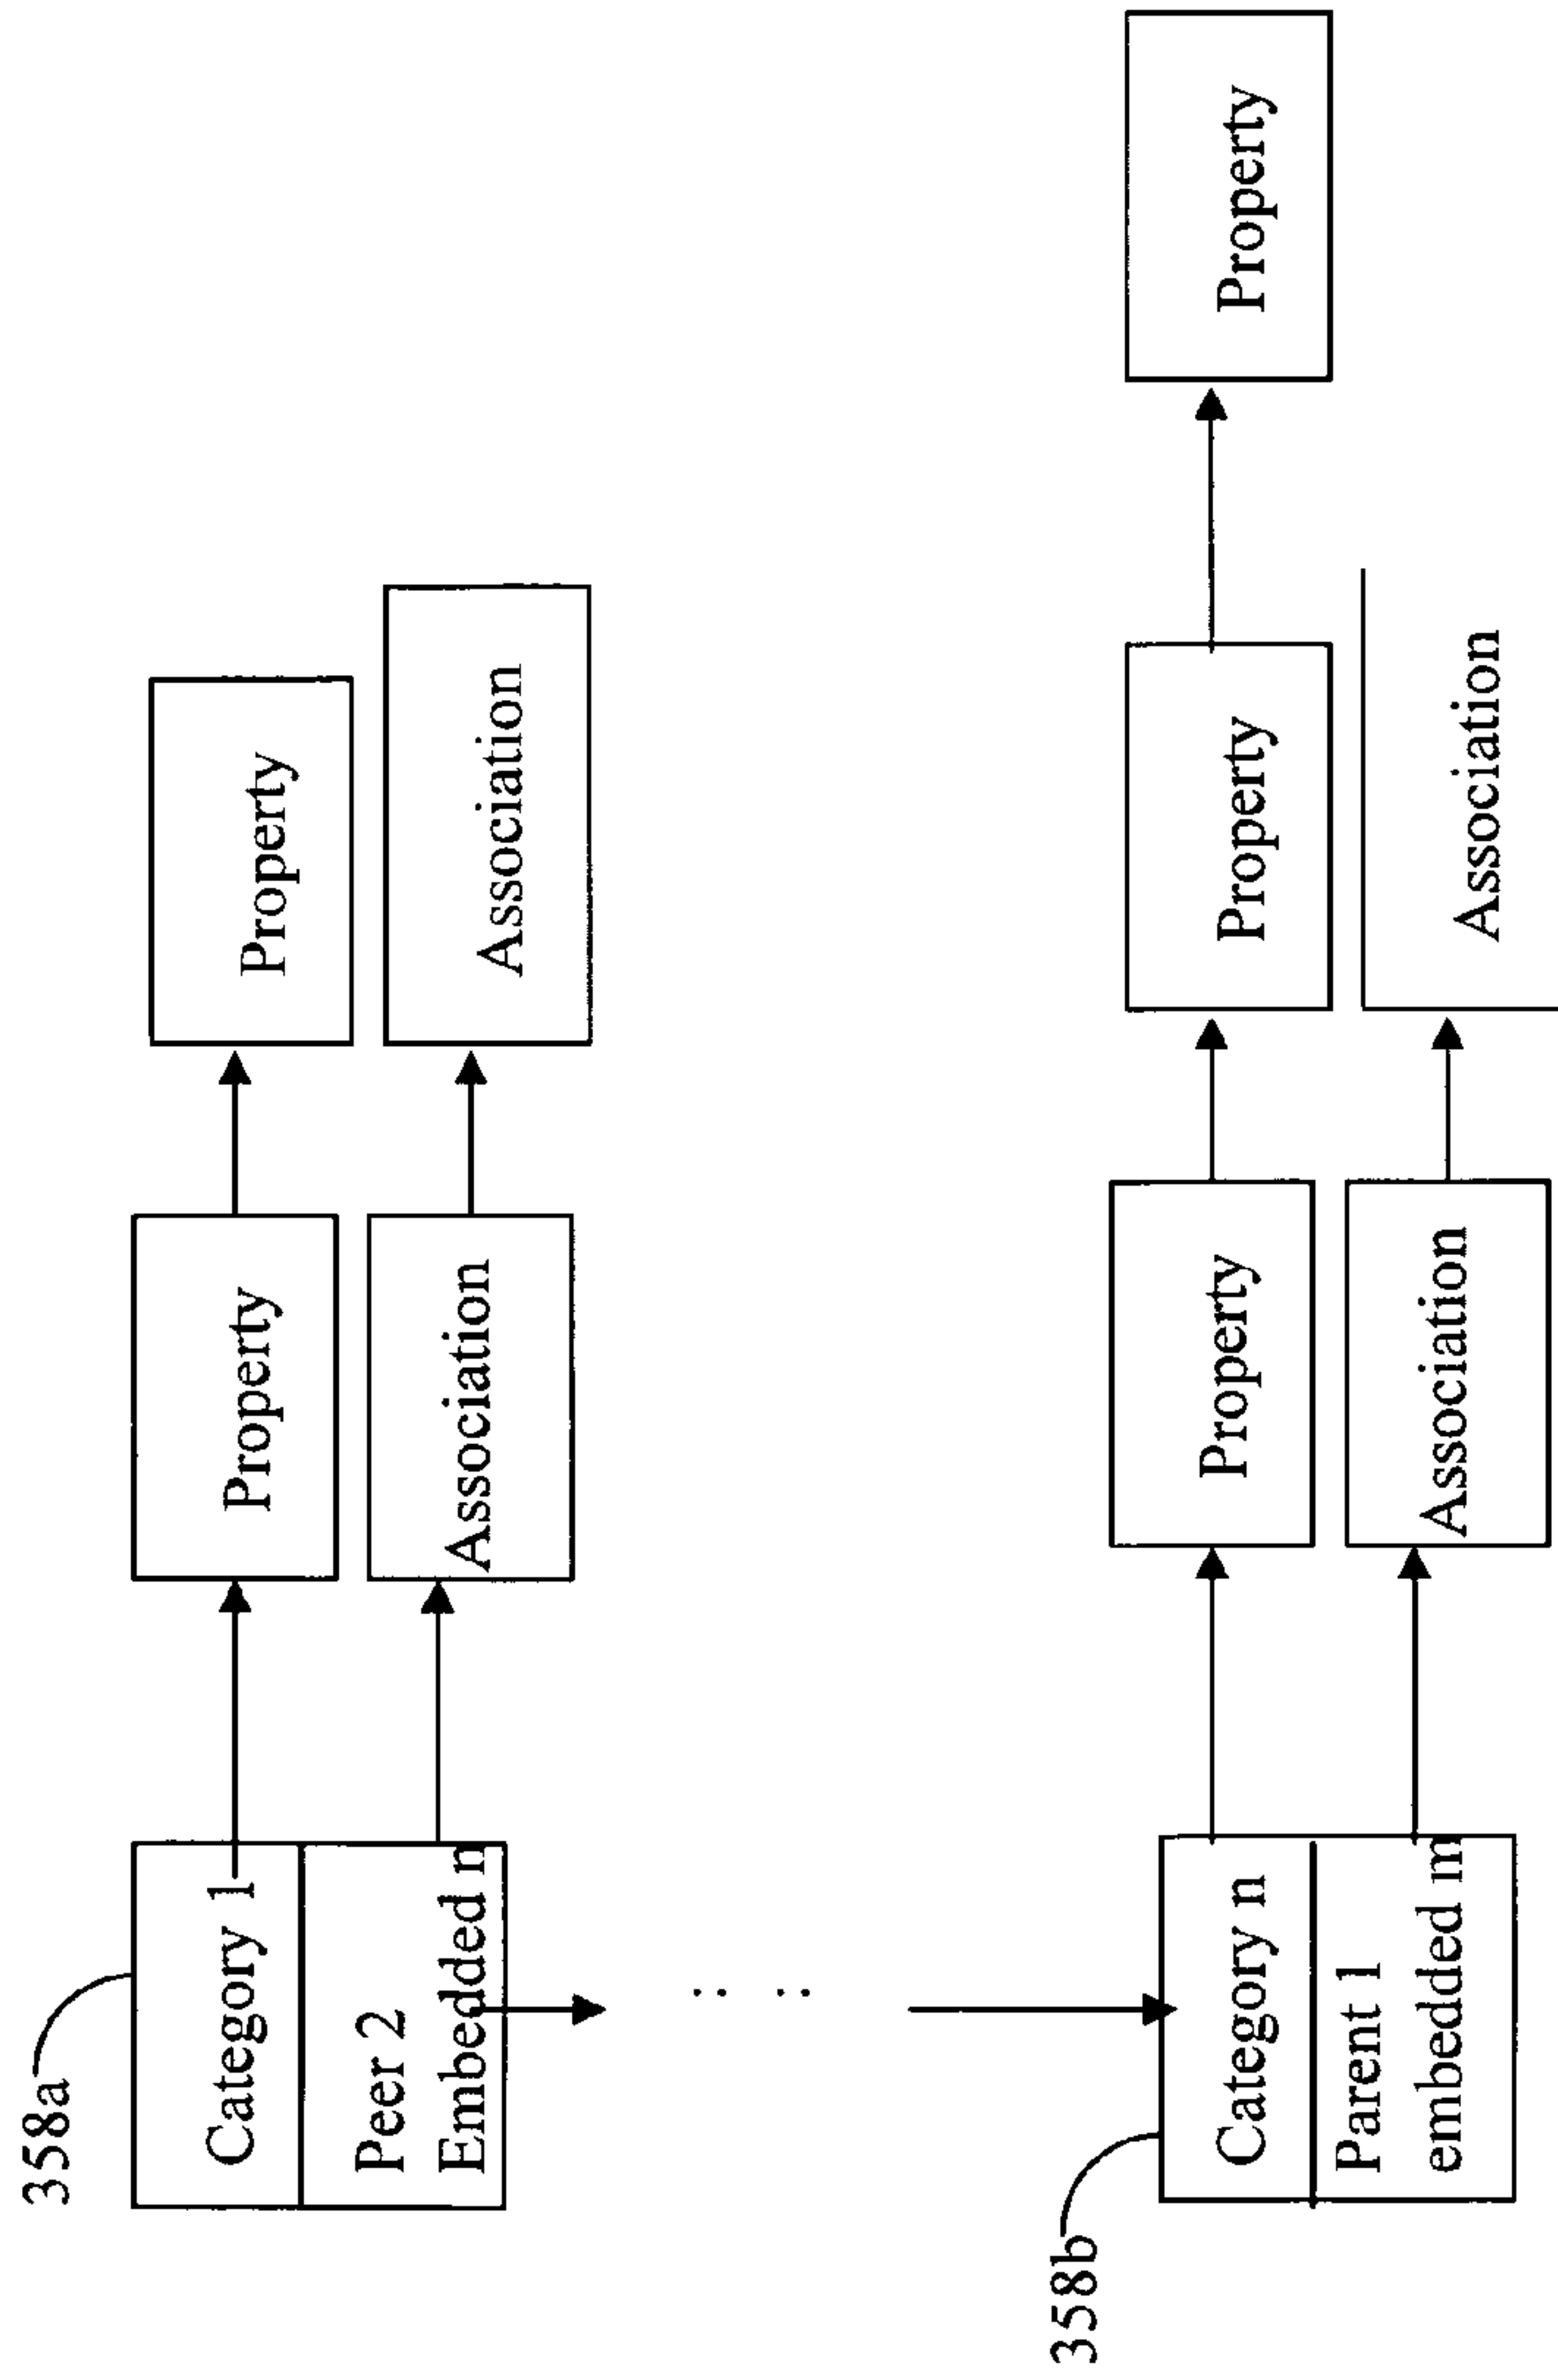 358a
Category 1
Peer 2
Embedded n
Property
Property
Association
Association
358b
Category n
Parent 1
embedded m
Property
Property
Property
Association
Association